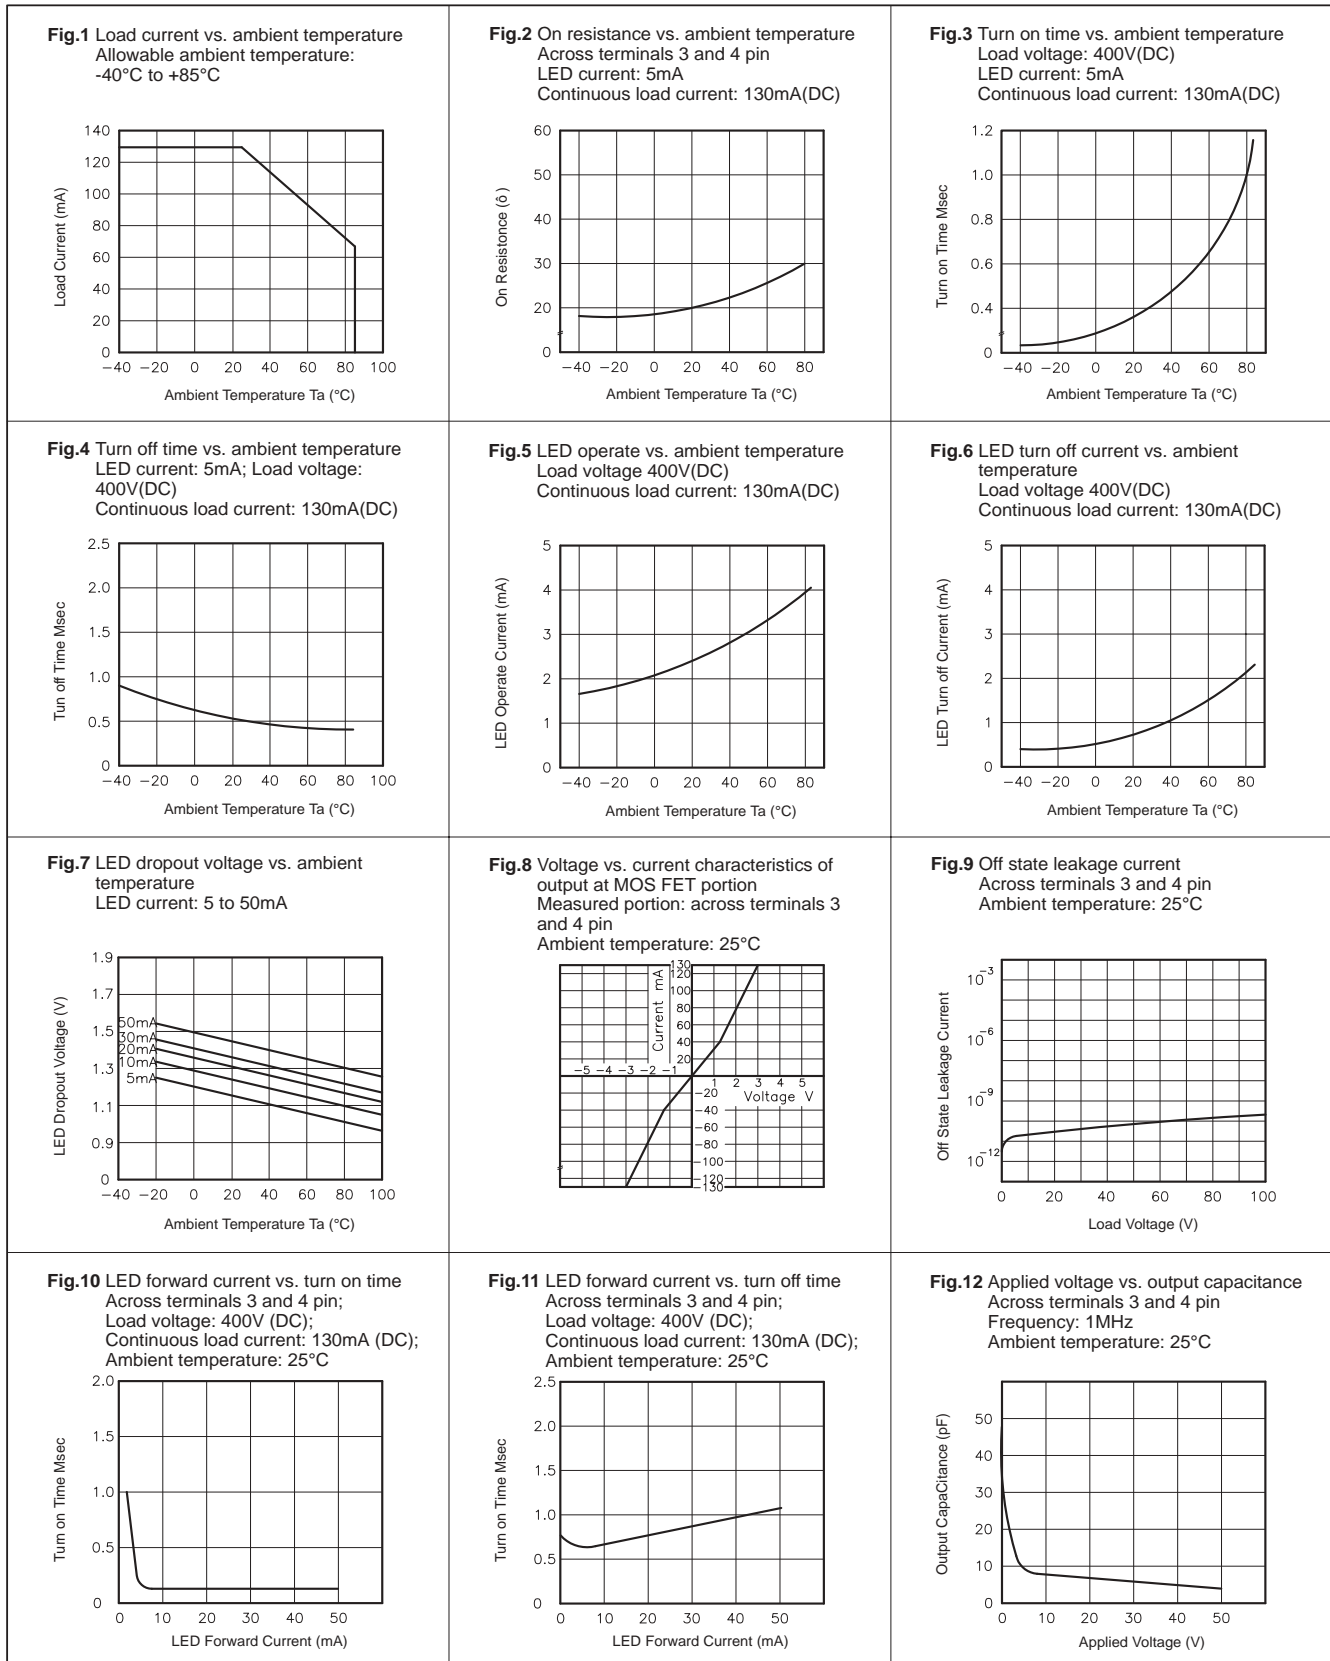 Fig.1 Load current vs. ambient temperature
Allowable ambient temperature:
-40°C to +85°C
Load Current (mA)
140
120
100
80
60
40
20
0
−40 −20 0 20 40 60 80 100
Ambient Temperature Ta (°C)
Fig.2 On resistance vs. ambient temperature
Across terminals 3 and 4 pin
LED current: 5mA
Continuous load current: 130mA(DC)
On Resistonce (ô)
60
50
40
30
20
0
−40 −20 0 20 40 60 80
Ambient Temperature Ta (°C)
Fig.3 Turn on time vs. ambient temperature
Load voltage: 400V(DC)
LED current: 5mA
Continuous load current: 130mA(DC)
Turn on Time Msec
1.2
1.0
0.8
0.6
0.4
0
−40 −20 0 20 40 60 80
Ambient Temperature Ta (°C)
Fig.4 Turn off time vs. ambient temperature
LED current: 5mA; Load voltage:
400V(DC)
Continuous load current: 130mA(DC)
Tun off Time Msec
2.5
2.0
1.5
1.0
0.5
0
−40 −20 0 20 40 60 80 100
Ambient Temperature Ta (°C)
Fig.5 LED operate vs. ambient temperature
Load voltage 400V(DC)
Continuous load current: 130mA(DC)
LED Operate Current (mA)
5
4
3
2
1
0
−40 −20 0 20 40 60 80
Ambient Temperature Ta (°C)
Fig.6 LED turn off current vs. ambient
temperature
Load voltage 400V(DC)
Continuous load current: 130mA(DC)
LED Turn off Current (mA)
5
4
3
2
1
0
−40 −20 0 20 40 60 80
Ambient Temperature Ta (°C)
Fig.7 LED dropout voltage vs. ambient
temperature
LED current: 5 to 50mA
LED Dropout Voltage (V)
1.9
1.7
1.5
1.3
1.1
0.9
0
50mA
30mA
20mA
10mA
5mA
−40 −20 0 20 40 60 80 100
Ambient Temperature Ta (°C)
Fig.8 Voltage vs. current characteristics of
output at MOS FET portion
Measured portion: across terminals 3
and 4 pin
Ambient temperature: 25°C
Current mA
130
120
100
80
60
40
20
−5 −4 −3 −2 −1
1 2 3 4 5
Voltage V
−20
−40
−60
−80
−100
−120
−130
Fig.9 Off state leakage current
Across terminals 3 and 4 pin
Ambient temperature: 25°C
Off State Leakage Current
10⁻³
10⁻⁶
10⁻⁹
10⁻¹²
0 20 40 60 80 100
Load Voltage (V)
Fig.10 LED forward current vs. turn on time
Across terminals 3 and 4 pin;
Load voltage: 400V (DC);
Continuous load current: 130mA (DC);
Ambient temperature: 25°C
Turn on Time Msec
2.0
1.5
1.0
0.5
0
0 10 20 30 40 50
LED Forward Current (mA)
Fig.11 LED forward current vs. turn off time
Across terminals 3 and 4 pin;
Load voltage: 400V (DC);
Continuous load current: 130mA (DC);
Ambient temperature: 25°C
Turn on Time Msec
2.5
2.0
1.5
1.0
0.5
0
0 10 20 30 40 50
LED Forward Current (mA)
Fig.12 Applied voltage vs. output capacitance
Across terminals 3 and 4 pin
Frequency: 1MHz
Ambient temperature: 25°C
Output CapaCitance (pF)
50
40
30
20
10
0
0 10 20 30 40 50
Applied Voltage (V)